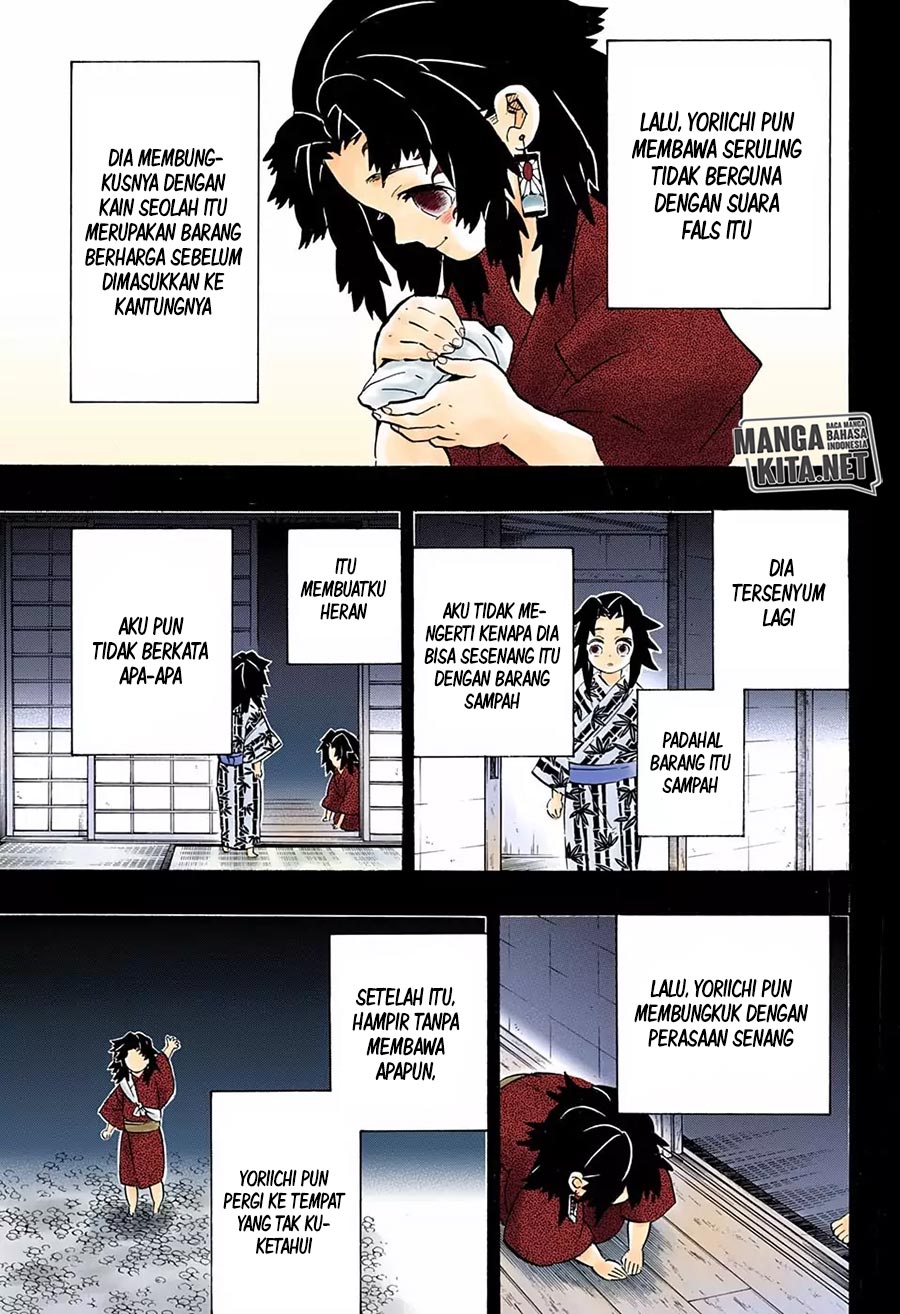 LALU, YORIICHI PUN
MEMBAWA SERULING
TIDAK BERGUNA
DENGAN SUARA
FALS ITU
DIA MEMBUNG-
KUSNYA DENGAN
KAIN SEOLAH ITU
MERUPAKAN BARANG
BERHARGA SEBELUM
DIMASUKKAN KE
KANTUNGNYA
MANGA
KITA.NET
BACA MANGA
BAHASA
INDONESIA
DIA
TERSENYUM
LAGI
PADAHAL
BARANG ITU
SAMPAH
AKU TIDAK ME-
NGERTI KENAPA DIA
BISA SESENANG ITU
DENGAN BARANG
SAMPAH
ITU
MEMBUATKU
HERAN
AKU PUN
TIDAK BERKATA
APA-APA
LALU, YORIICHI PUN
MEMBUNGKUK DENGAN
PERASAAN SENANG
SETELAH ITU,
HAMPIR TANPA
MEMBAWA
APAPUN,
YORIICHI PUN
PERGI KE TEMPAT
YANG TAK KU-
KETAHUI